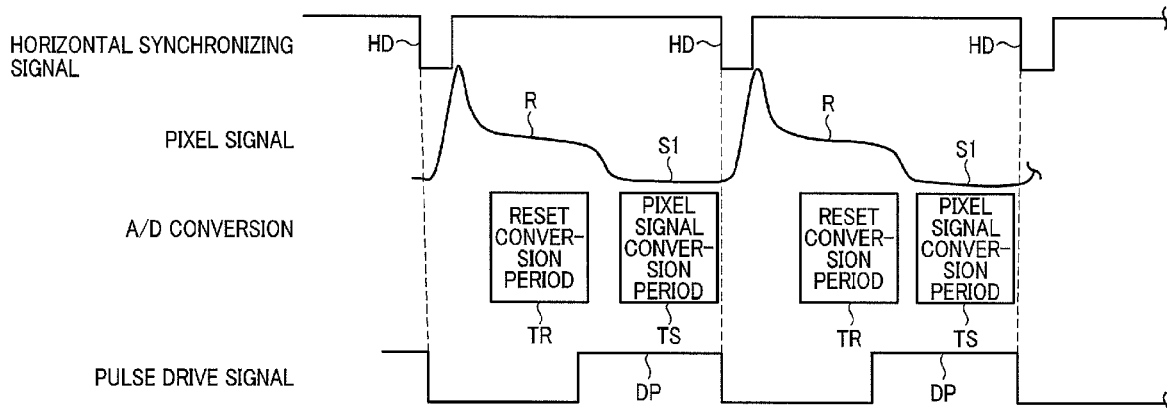 HORIZONTAL SYNCHRONIZING
SIGNAL
HD
HD
HD
PIXEL SIGNAL
R
S1
R
S1
A/D CONVERSION
RESET
CONVER-
SION
PERIOD
PIXEL
SIGNAL
CONVER-
SION
PERIOD
RESET
CONVER-
SION
PERIOD
PIXEL
SIGNAL
CONVER-
SION
PERIOD
TR
TS
TR
TS
PULSE DRIVE SIGNAL
DP
DP